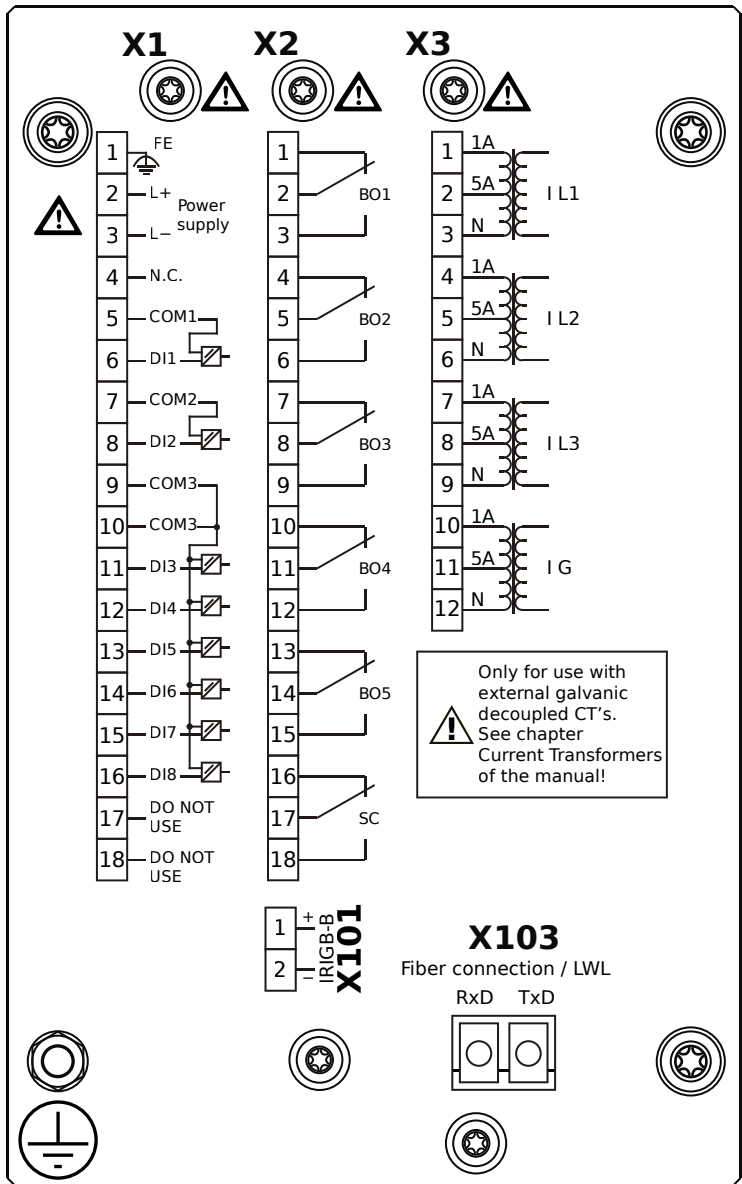 X1 X2 X3
1 FE
2 L+
Power
supply
3 L−
4 N.C.
5 COM1
6 DI1
7 COM2
8 DI2
9 COM3
10 COM3
11 DI3
12 DI4
13 DI5
14 DI6
15 DI7
16 DI8
17 DO NOT
USE
18 DO NOT
USE
1
2 BO1
3
4
5 BO2
6
7
8 BO3
9
10
11 BO4
12
13
14 BO5
15
16
17 SC
18
1 1A
2 5A I L1
3 N
4 1A
5 5A I L2
6 N
7 1A
8 5A I L3
9 N
10 1A
11 5A I G
12 N
Only for use with
external galvanic
decoupled CT's.
See chapter
Current Transformers
of the manual!
1 +
2 −
IRIGB-B
X101
X103
Fiber connection / LWL
RxD TxD